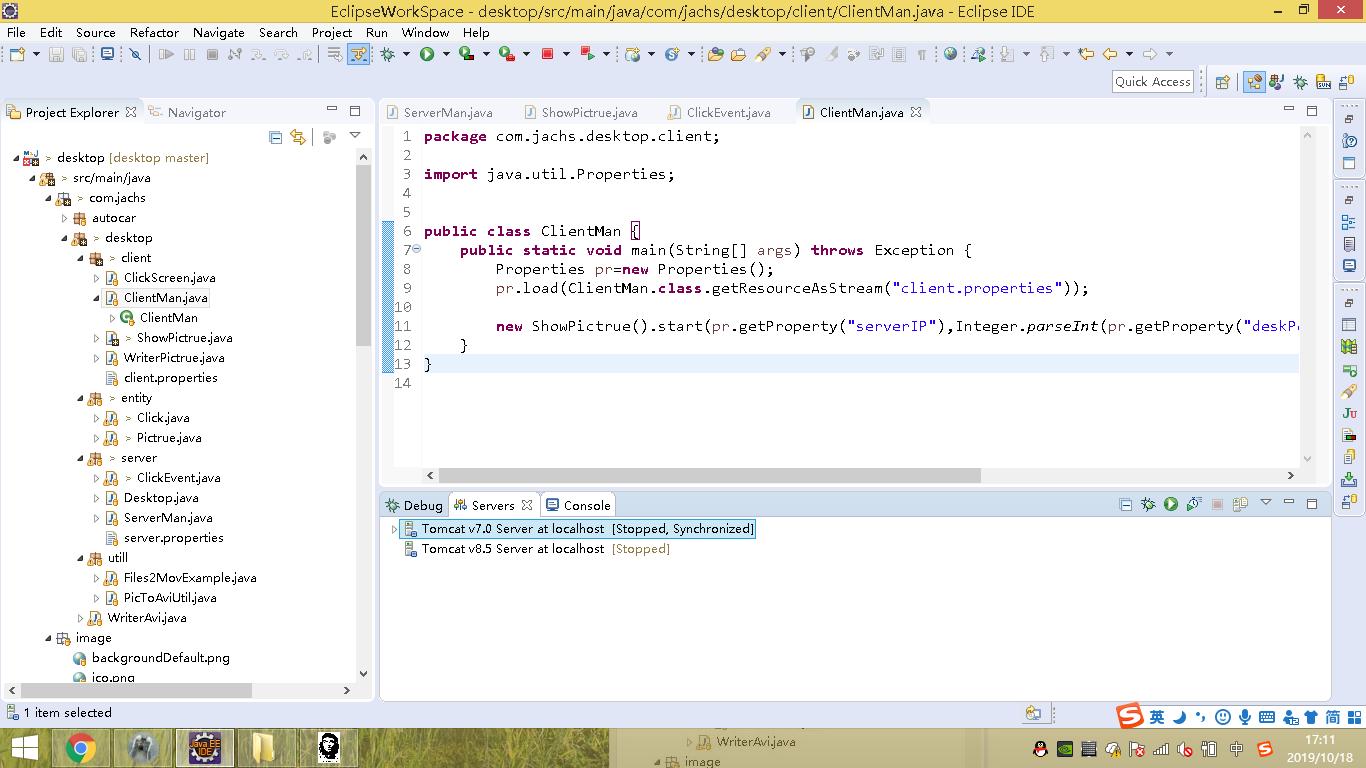 EclipseWorkSpace - desktop/src/main/java/com/jachs/desktop/client/ClientMan.java - Eclipse IDE
File Edit Source Refactor Navigate Search Project Run Window Help
Quick Access
Project Explorer Navigator
> desktop [desktop master]
> src/main/java
> com.jachs
autocar
> desktop
> client
ClickScreen.java
ClientMan.java
ClientMan
> ShowPictrue.java
WriterPictrue.java
client.properties
> entity
> Click.java
> Pictrue.java
> server
> ClickEvent.java
Desktop.java
ServerMan.java
server.properties
utill
Files2MovExample.java
PicToAviUtil.java
WriterAvi.java
image
backgroundDefault.png
ico.png
ServerMan.java ShowPictrue.java ClickEvent.java ClientMan.java
1 package com.jachs.desktop.client;
2
3 import java.util.Properties;
4
5
6 public class ClientMan {
7 public static void main(String[] args) throws Exception {
8 Properties pr=new Properties();
9 pr.load(ClientMan.class.getResourceAsStream("client.properties"));
10
11 new ShowPictrue().start(pr.getProperty("serverIP"),Integer.parseInt(pr.getProperty("deskP
12 }
13 }
14
Debug Servers Console
Tomcat v7.0 Server at localhost [Stopped, Synchronized]
Tomcat v8.5 Server at localhost [Stopped]
1 item selected
英 简
WriterAvi.java
image
Java EE IDE
中
17:11
2019/10/18